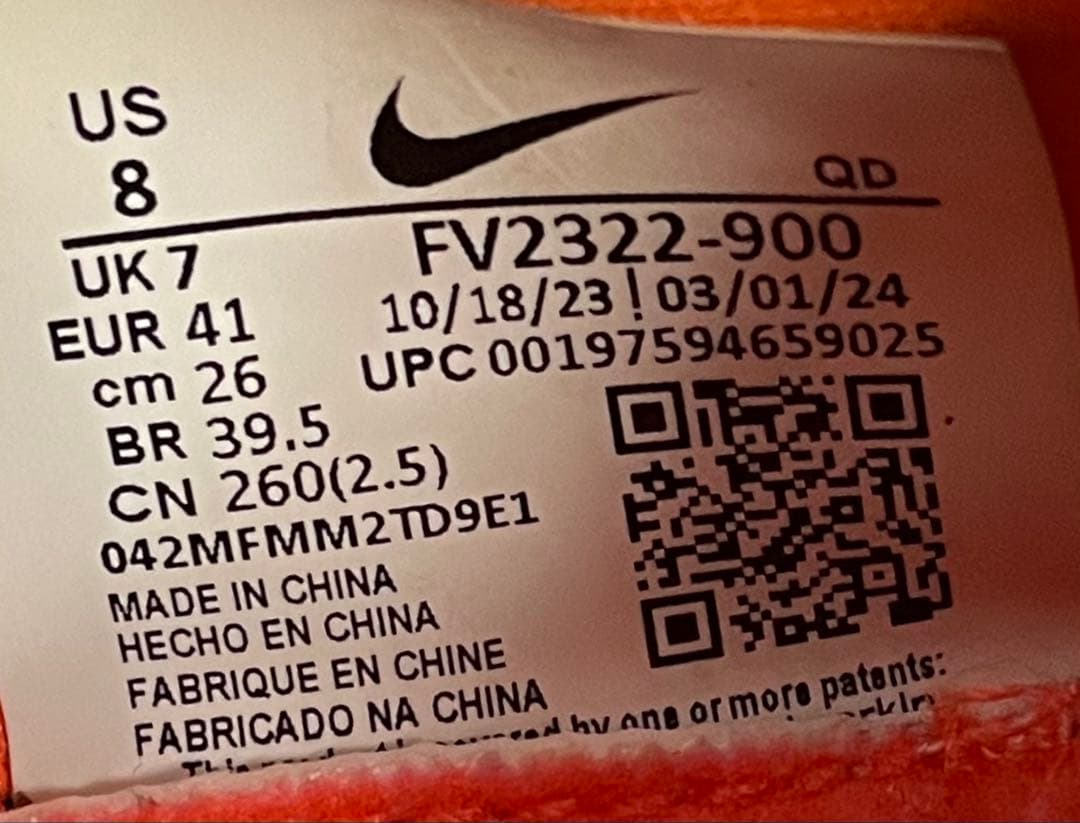 US
8
QD
UK 7
FV2322-900
EUR 41
10/18/23 ! 03/01/24
cm 26
UPC 00197594659025
BR 39.5
CN 260(2.5)
042MFMM2TD9E1
MADE IN CHINA
HECHO EN CHINA
FABRIQUE EN CHINE
FABRICADO NA CHINA
This by one or more patents: